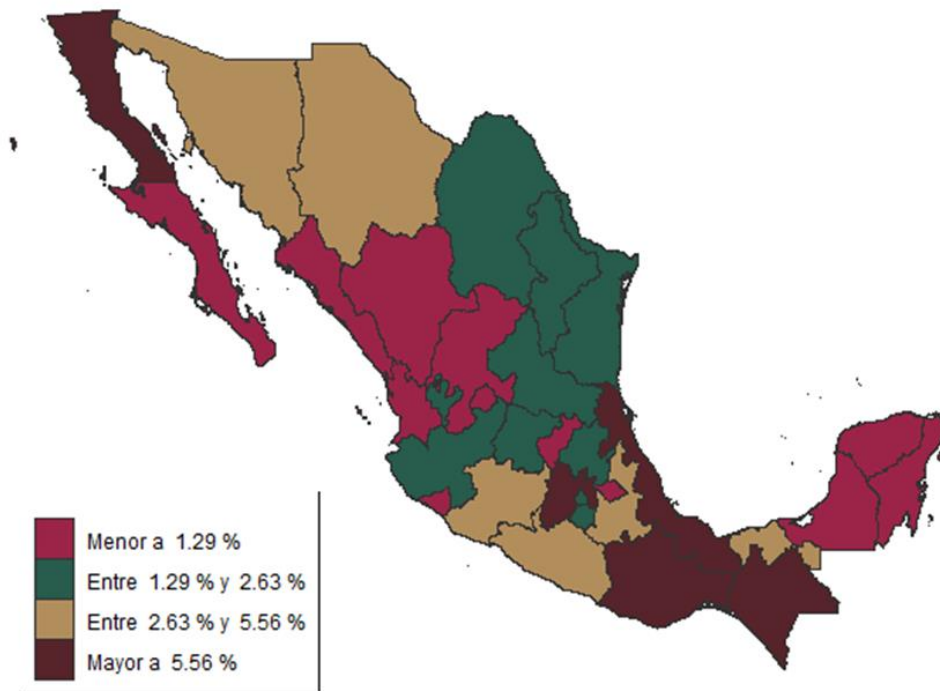 Menor a 1.29 %
Entre 1.29 % y 2.63 %
Entre 2.63 % y 5.56 %
Mayor a 5.56 %